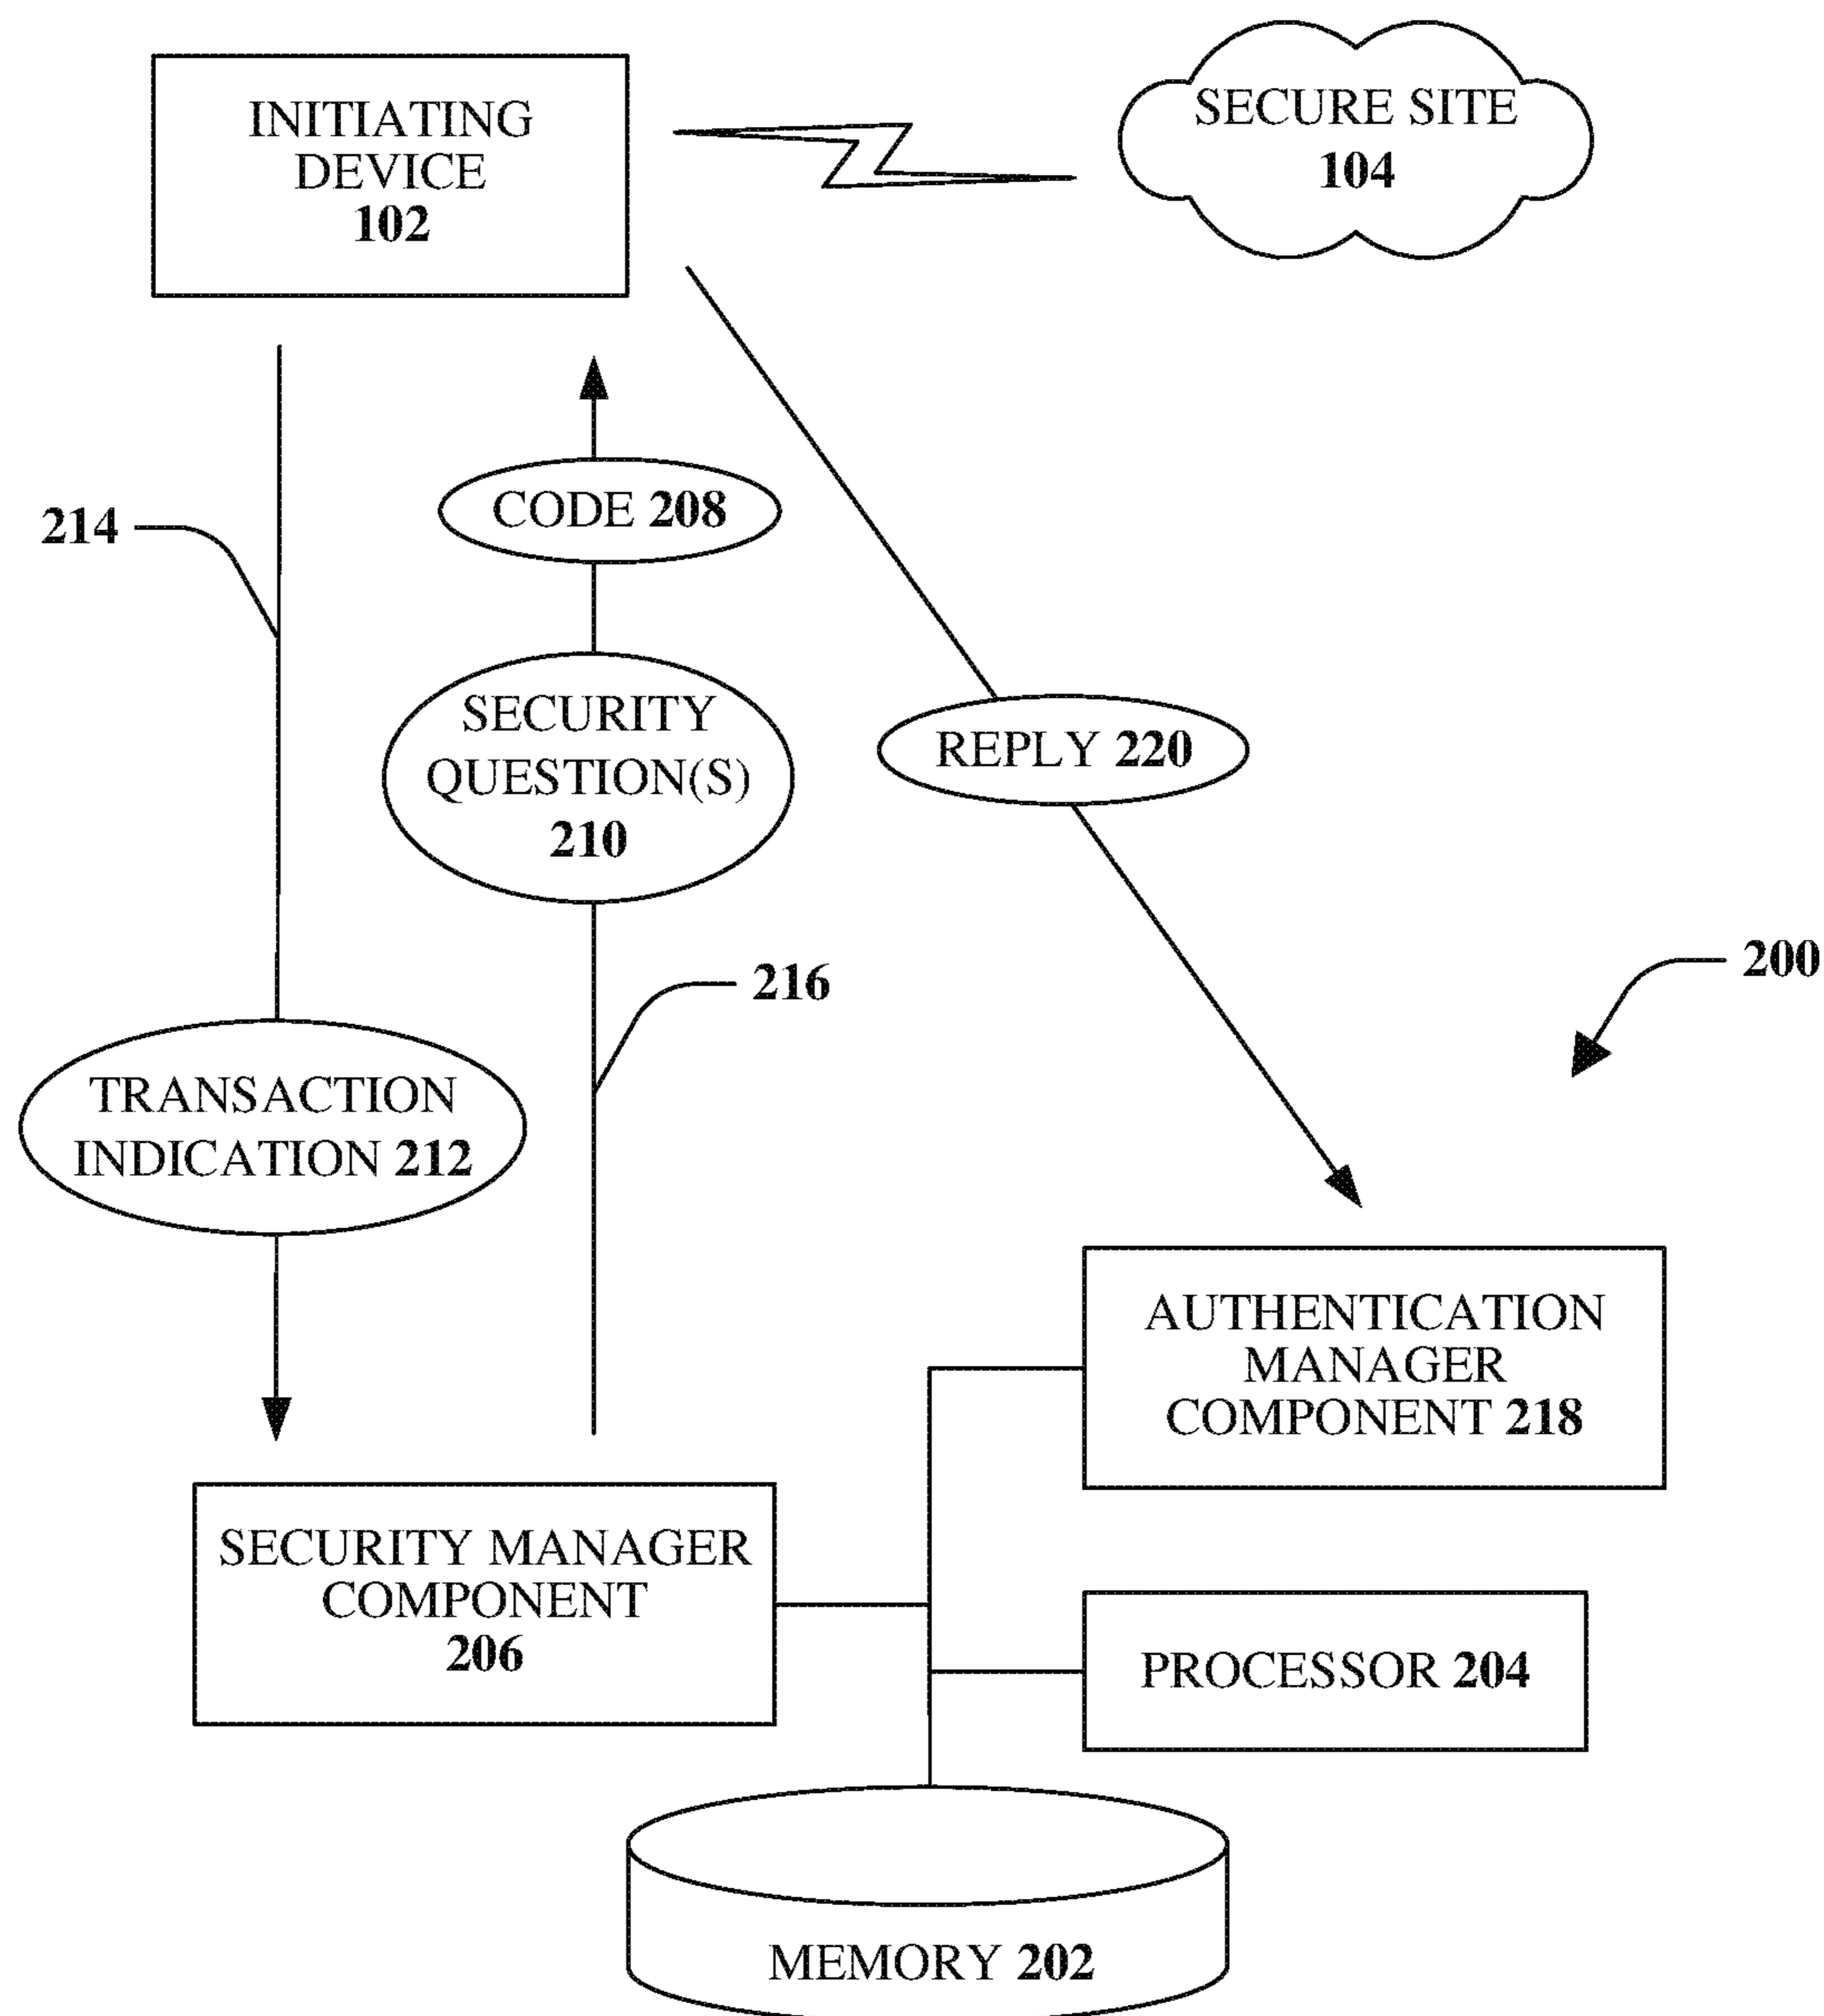 INITIATING
DEVICE
102
SECURE SITE
104
CODE 208
214
SECURITY
QUESTION(S)
210
REPLY 220
216
200
TRANSACTION
INDICATION 212
AUTHENTICATION
MANAGER
COMPONENT 218
SECURITY MANAGER
COMPONENT
206
PROCESSOR 204
MEMORY 202